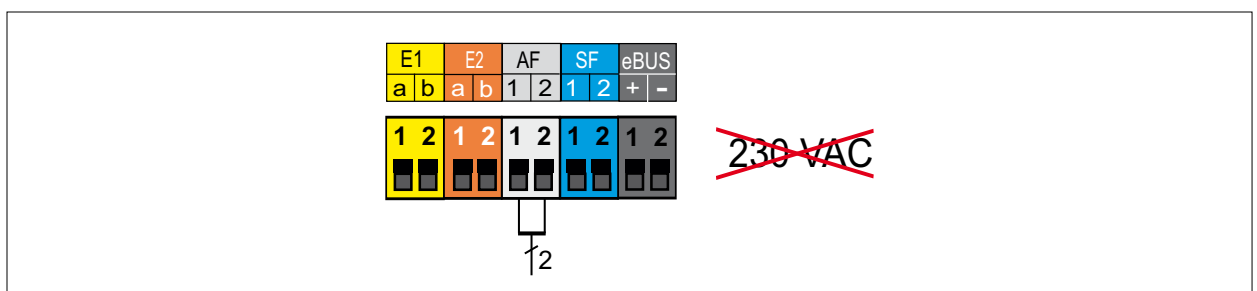 E1 E2 AF SF eBUS
a b a b 1 2 1 2 + -
1 2 1 2 1 2 1 2 1 2
230 VAC
2